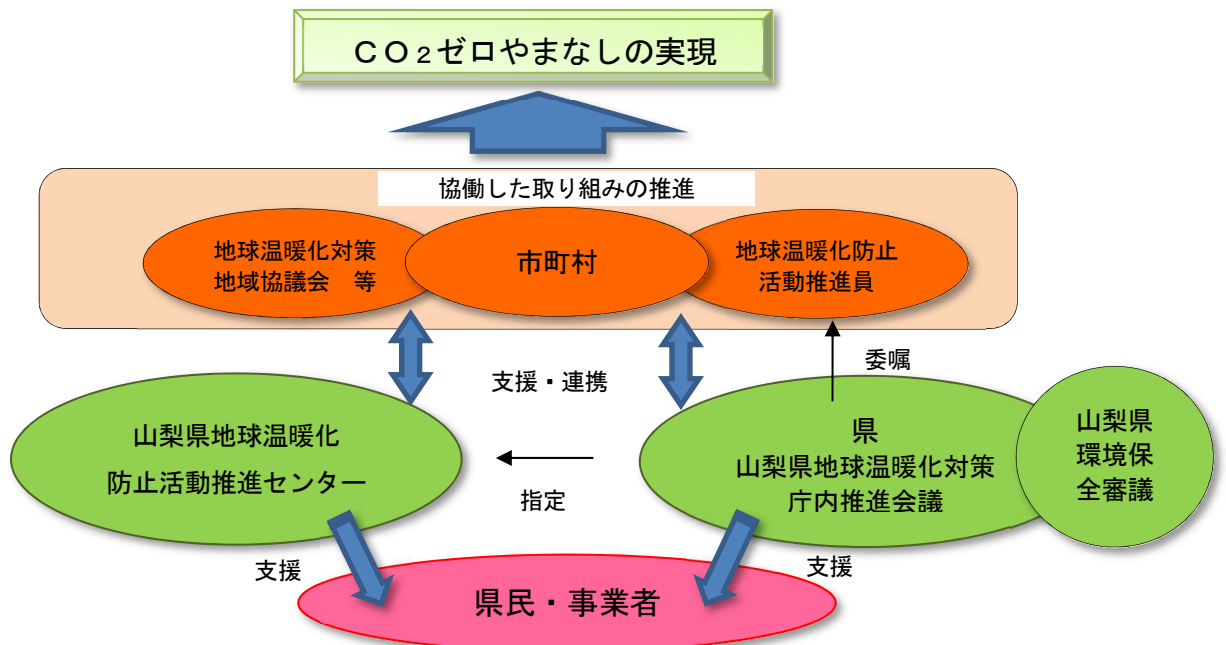 CO₂ゼロやまなしの実現
協働した取り組みの推進
地球温暖化対策
地域協議会　等
市町村
地球温暖化防止
活動推進員
支援・連携
委嘱
山梨県地球温暖化
防止活動推進センター
指定
県
山梨県地球温暖化対策
庁内推進会議
山梨県
環境保
全審議
支援
支援
県民・事業者